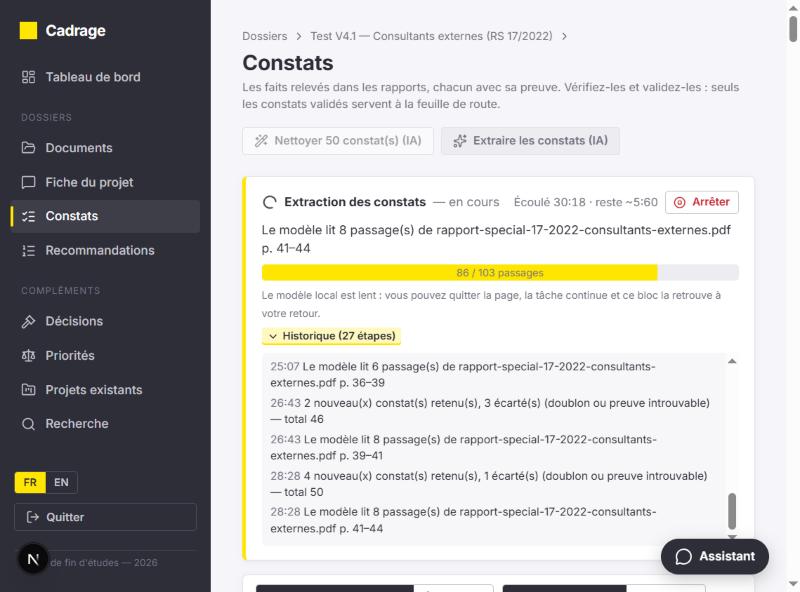 Cadrage
Tableau de bord
DOSSIERS
Documents
Fiche du projet
Constats
Recommandations
COMPLÉMENTS
Décisions
Priorités
Projets existants
Recherche
FR EN
Quitter
N de fin d'études — 2026
Dossiers > Test V4.1 — Consultants externes (RS 17/2022) >
Constats
Les faits relevés dans les rapports, chacun avec sa preuve. Vérifiez-les et validez-les : seuls
les constats validés servent à la feuille de route.
Nettoyer 50 constat(s) (IA) Extraire les constats (IA)
Extraction des constats — en cours Écoulé 30:18 · reste ~5:60 Arrêter
Le modèle lit 8 passage(s) de rapport-special-17-2022-consultants-externes.pdf
p. 41–44
86 / 103 passages
Le modèle local est lent : vous pouvez quitter la page, la tâche continue et ce bloc la retrouve à
votre retour.
Historique (27 étapes)
25:07 Le modèle lit 6 passage(s) de rapport-special-17-2022-consultants-
externes.pdf p. 36–39
26:43 2 nouveau(x) constat(s) retenu(s), 3 écarté(s) (doublon ou preuve introuvable)
— total 46
26:43 Le modèle lit 8 passage(s) de rapport-special-17-2022-consultants-
externes.pdf p. 39–41
28:28 4 nouveau(x) constat(s) retenu(s), 1 écarté(s) (doublon ou preuve introuvable)
— total 50
28:28 Le modèle lit 8 passage(s) de rapport-special-17-2022-consultants-
externes.pdf p. 41–44
Assistant